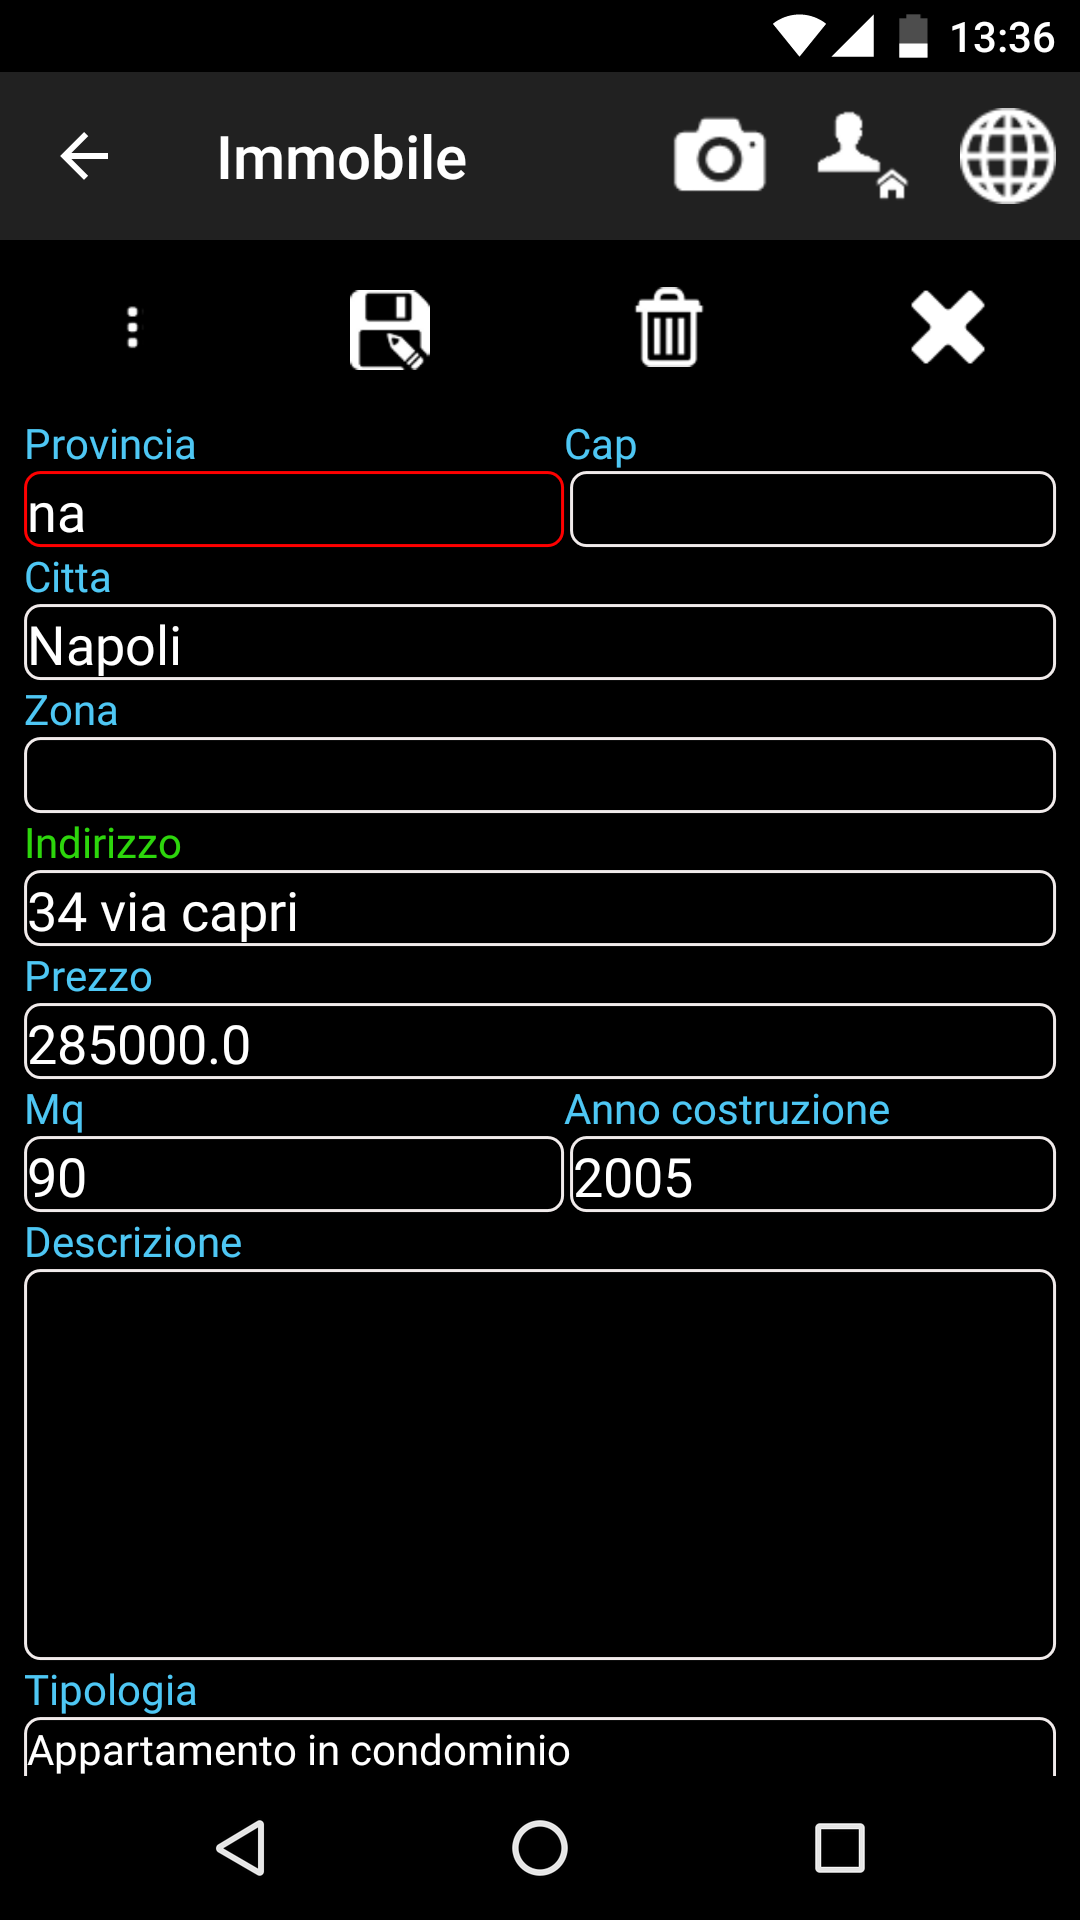 13:36
Immobile
Provincia Cap
na
Citta
Napoli
Zona
Indirizzo
34 via capri
Prezzo
285000.0
Mq Anno costruzione
90 2005
Descrizione
Tipologia
Appartamento in condominio